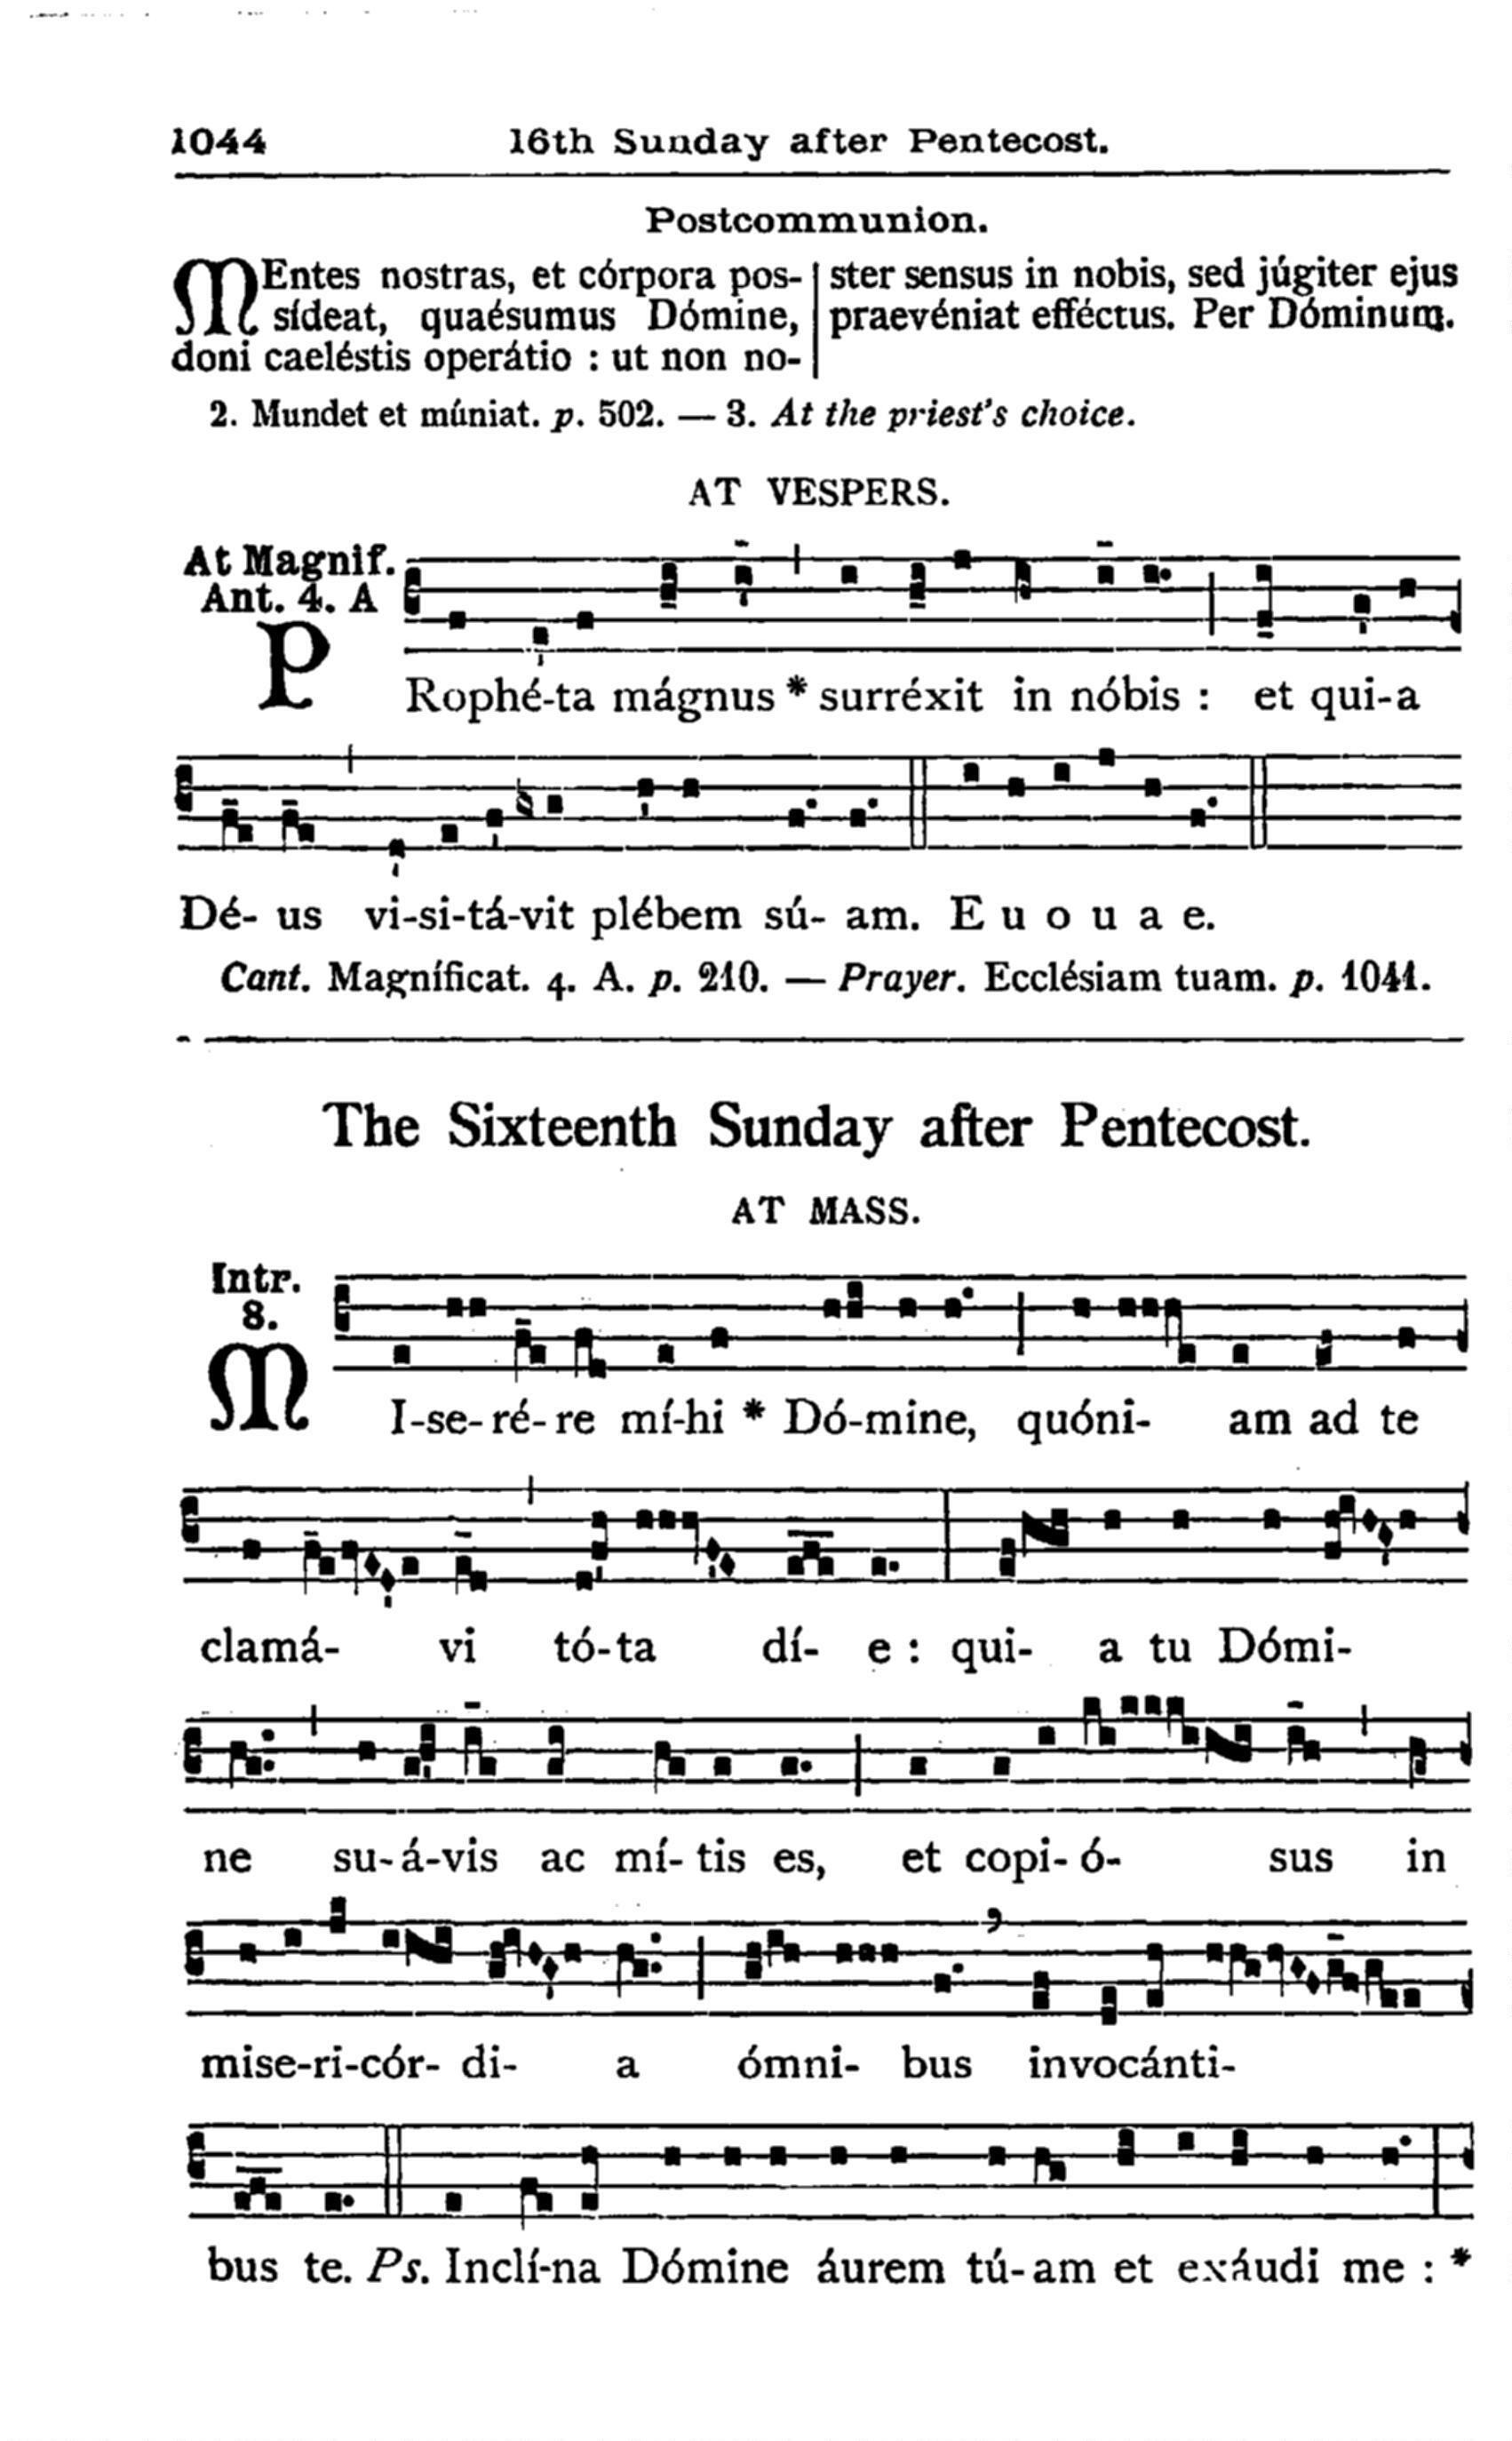 1044 16th Sunday after Pentecost.
Postcommunion.
MEntes nostras, et córpora pos-
sídeat, quaésumus Dómine,
doni caeléstis operátio : ut non no-
ster sensus in nobis, sed júgiter ejus
praevéniat efféctus. Per Dóminum.
2. Mundet et múniat. p. 502. — 3. At the priest's choice.
AT VESPERS.
At Magnif.
Ant. 4. A
PRophé-ta mágnus * surréxit in nóbis : et qui-a
Dé- us vi-si-tá-vit plébem sú- am. E u o u a e.
Cant. Magníficat. 4. A. p. 210. — Prayer. Ecclésiam tuam. p. 1041.
The Sixteenth Sunday after Pentecost.
AT MASS.
Intr.
8.
MI-se-ré-re mí-hi * Dó-mine, quóni- am ad te
clamá- vi tó-ta dí- e : qui- a tu Dómi-
ne su-á-vis ac mí-tis es, et copi-ó- sus in
mise-ri-cór- di- a ómni- bus invocánti-
bus te. Ps. Inclí-na Dómine áurem tú-am et exáudi me : *